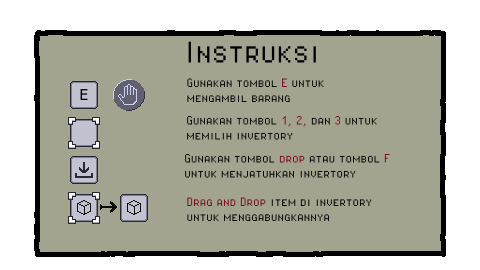 INSTRUKSI
E
GUNAKAN TOMBOL E UNTUK
MENGAMBIL BARANG
GUNAKAN TOMBOL 1, 2, DAN 3 UNTUK
MEMILIH INVERTORY
GUNAKAN TOMBOL DROP ATAU TOMBOL F
UNTUK MENJATUHKAN INVERTORY
DRAG AND DROP ITEM DI INVERTORY
UNTUK MENGGABUNGKANNYA